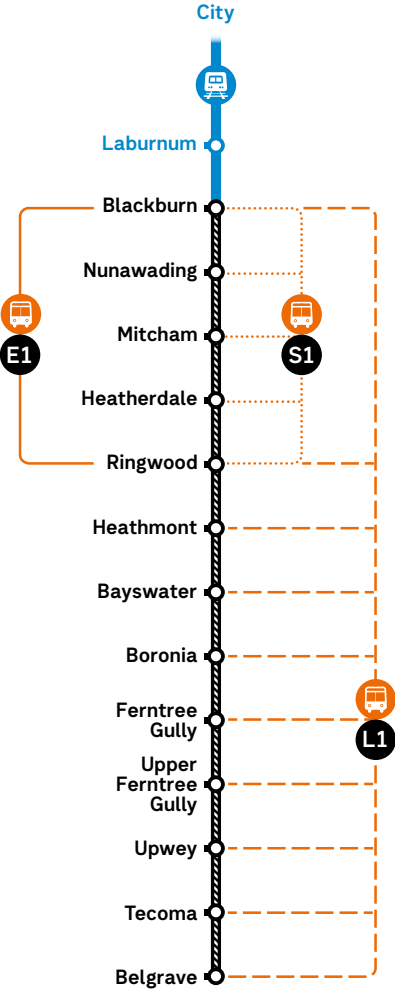 City
Laburnum
Blackburn
Nunawading
Mitcham
E1
S1
Heatherdale
Ringwood
Heathmont
Bayswater
Boronia
Ferntree
Gully
L1
Upper
Ferntree
Gully
Upwey
Tecoma
Belgrave